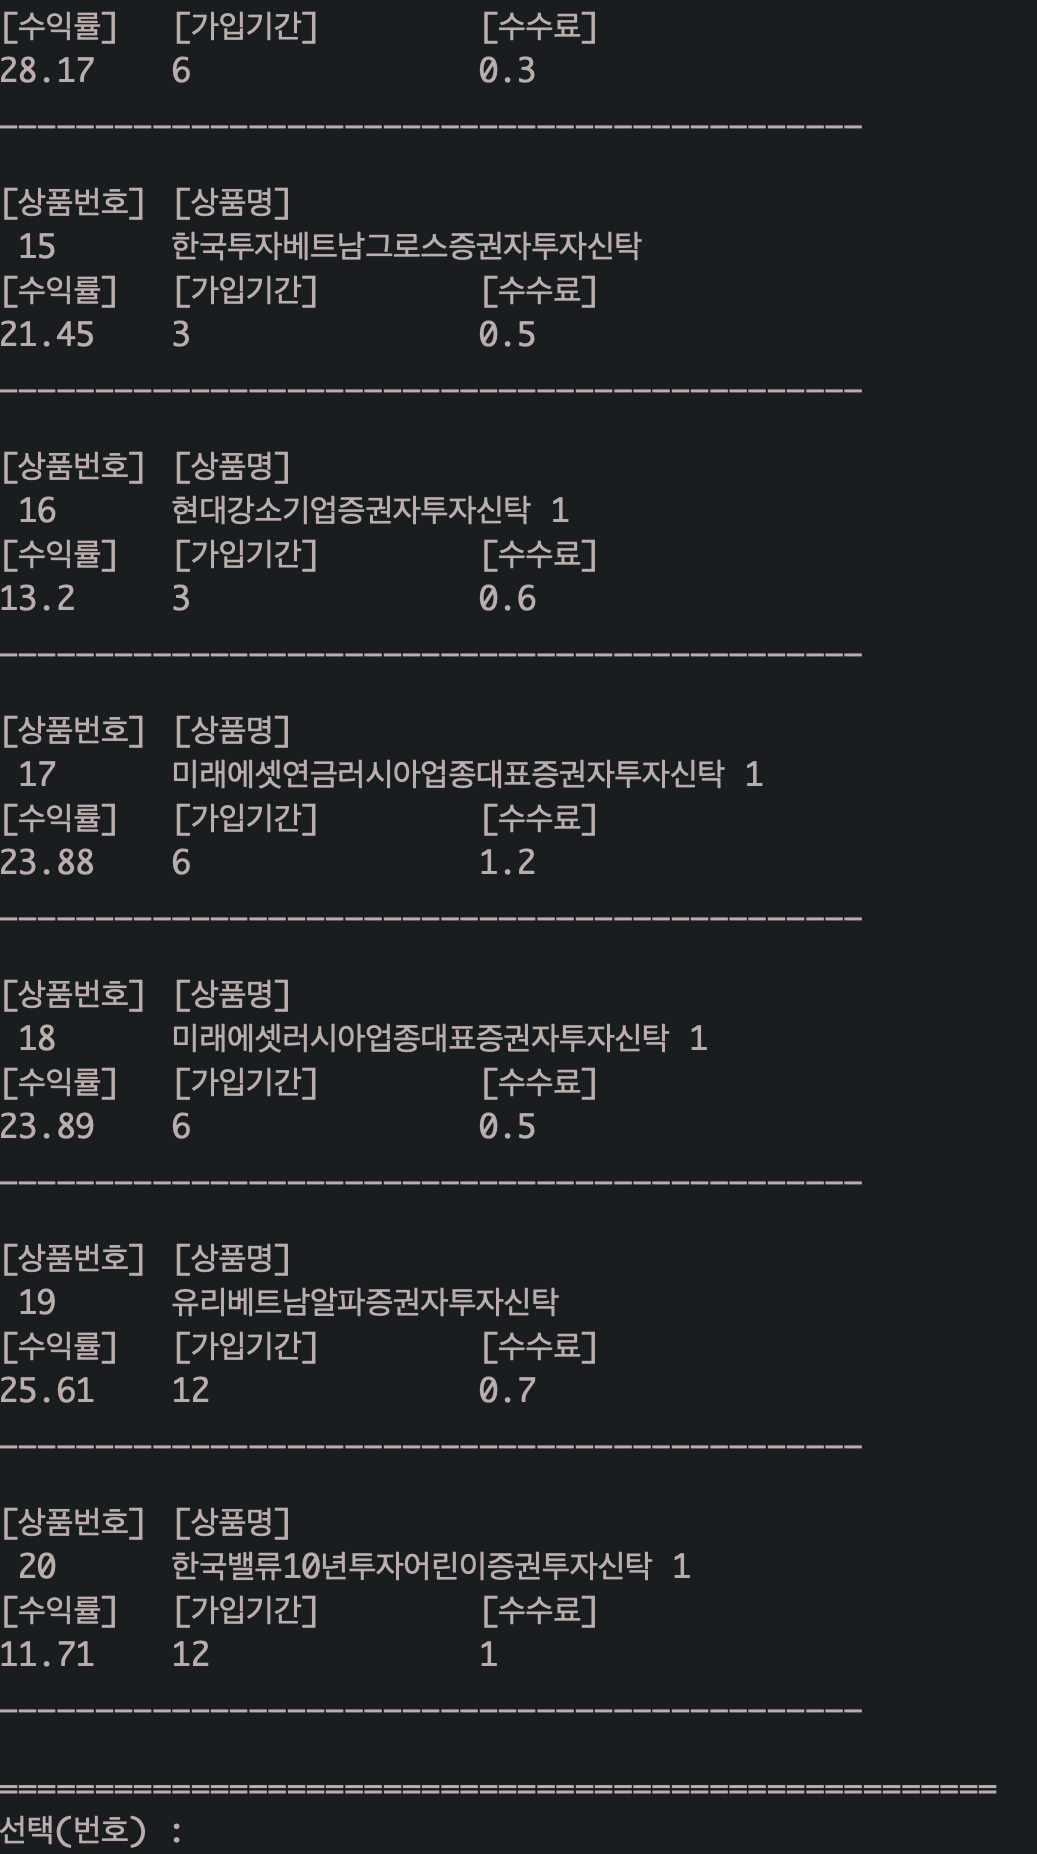 [수익률] [가입기간] [수수료]
28.17 6 0.3
---------------------------------------------
[상품번호] [상품명]
15 한국투자베트남그로스증권자투자신탁
[수익률] [가입기간] [수수료]
21.45 3 0.5
---------------------------------------------
[상품번호] [상품명]
16 현대강소기업증권자투자신탁 1
[수익률] [가입기간] [수수료]
13.2 3 0.6
---------------------------------------------
[상품번호] [상품명]
17 미래에셋연금러시아업종대표증권자투자신탁 1
[수익률] [가입기간] [수수료]
23.88 6 1.2
---------------------------------------------
[상품번호] [상품명]
18 미래에셋러시아업종대표증권자투자신탁 1
[수익률] [가입기간] [수수료]
23.89 6 0.5
---------------------------------------------
[상품번호] [상품명]
19 유리베트남알파증권자투자신탁
[수익률] [가입기간] [수수료]
25.61 12 0.7
---------------------------------------------
[상품번호] [상품명]
20 한국밸류10년투자어린이증권투자신탁 1
[수익률] [가입기간] [수수료]
11.71 12 1
---------------------------------------------
====================================================
선택(번호) :